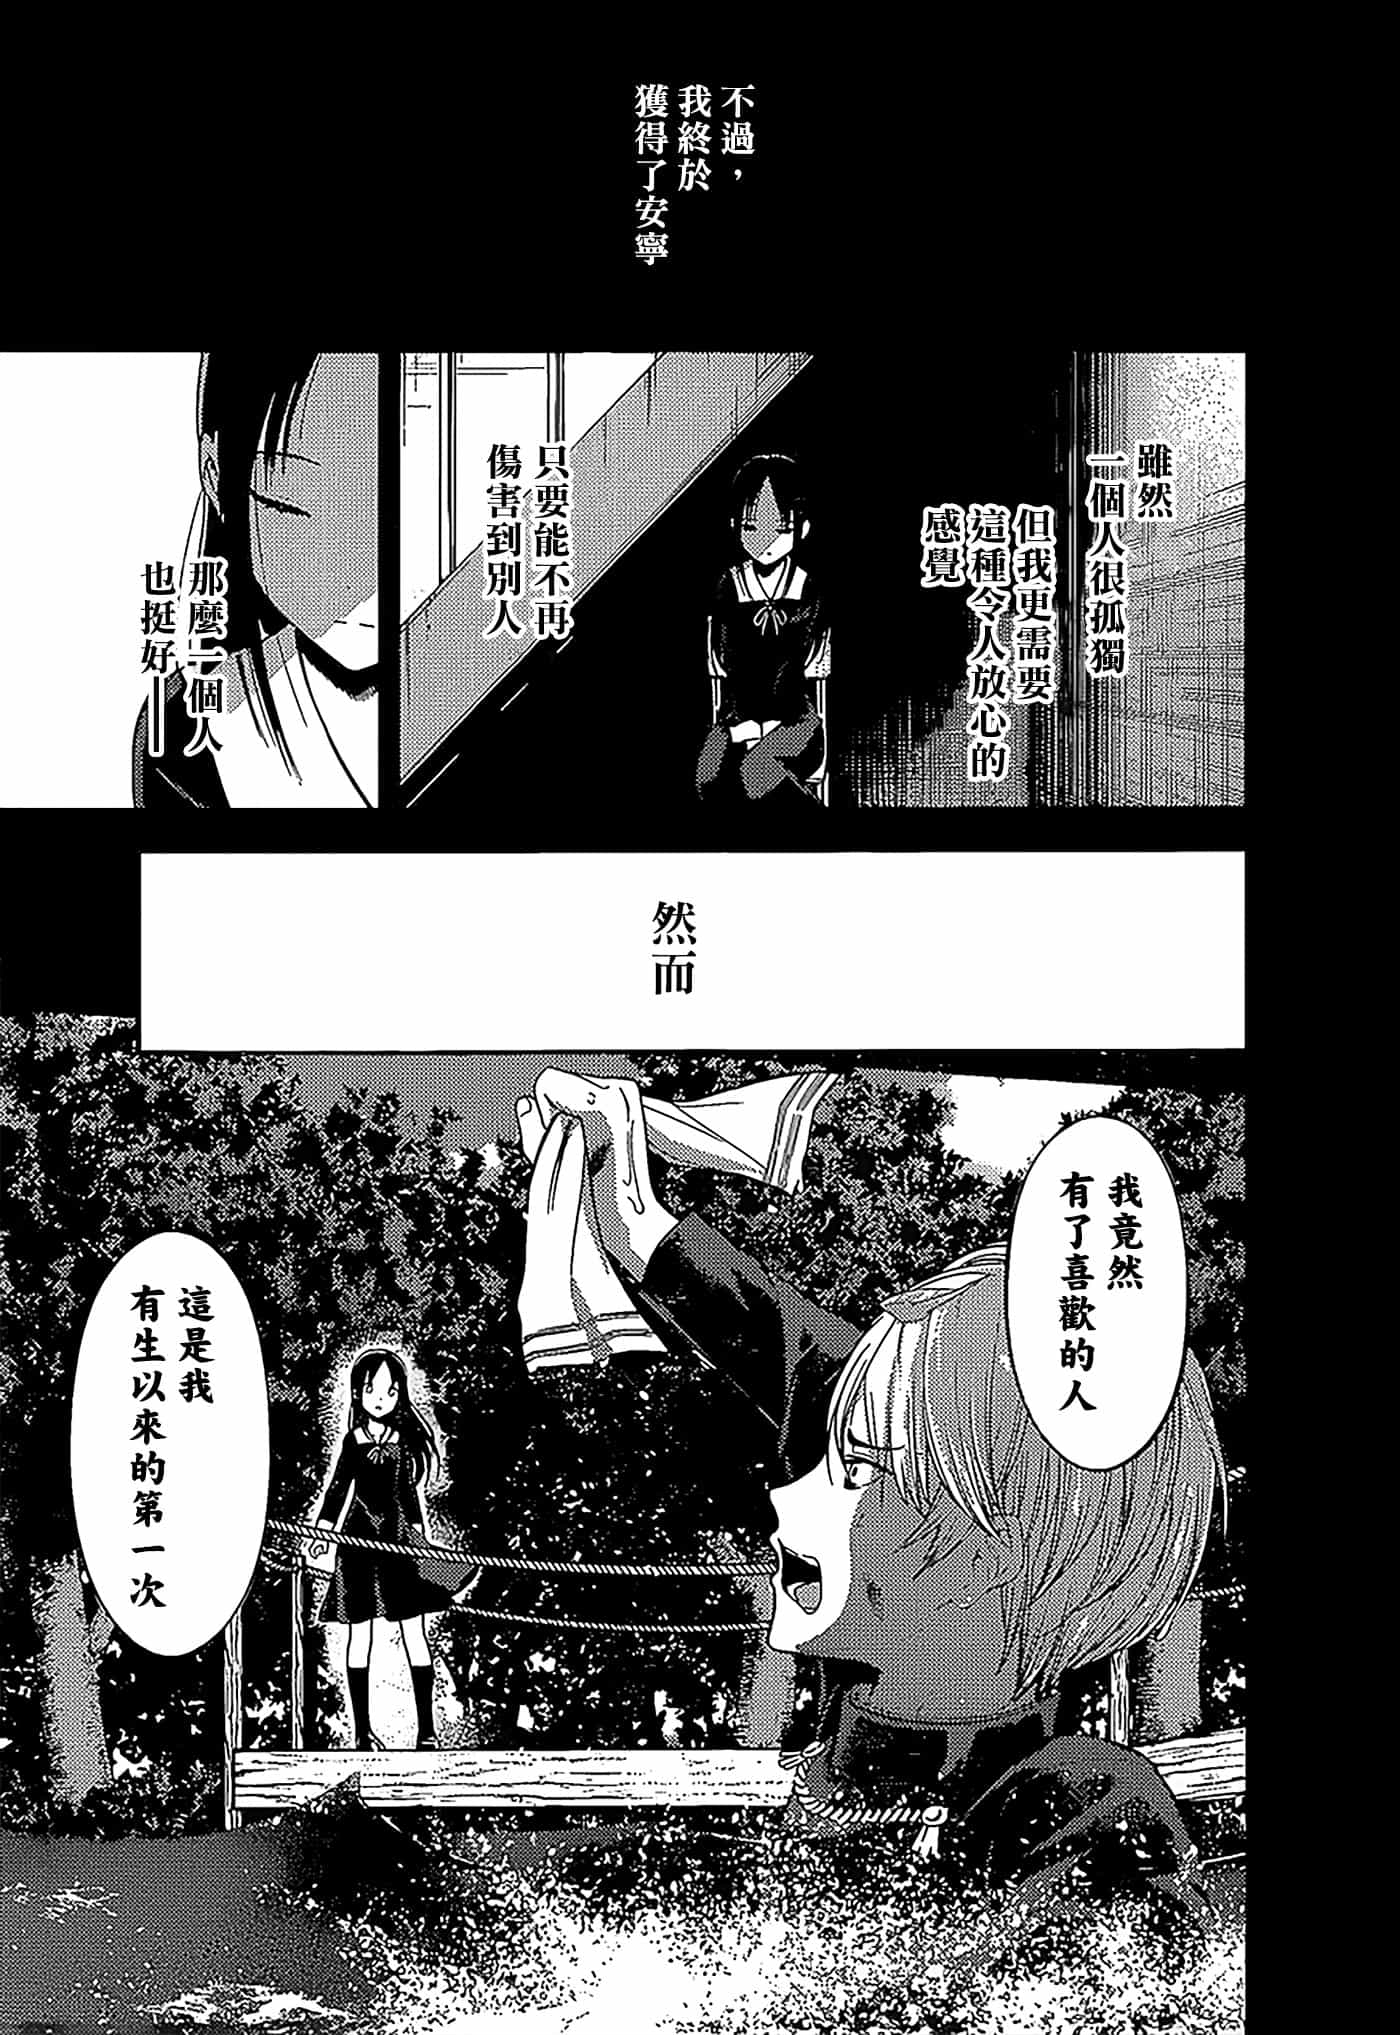 不過，
我終於
獲得了安寧
雖然
一個人很孤獨
但我更需要
這種令人放心的
感覺
只要能不再
傷害到別人
那麼一個人
也挺好——
然而
我竟然
有了喜歡的人
這是我
有生以來的第一次